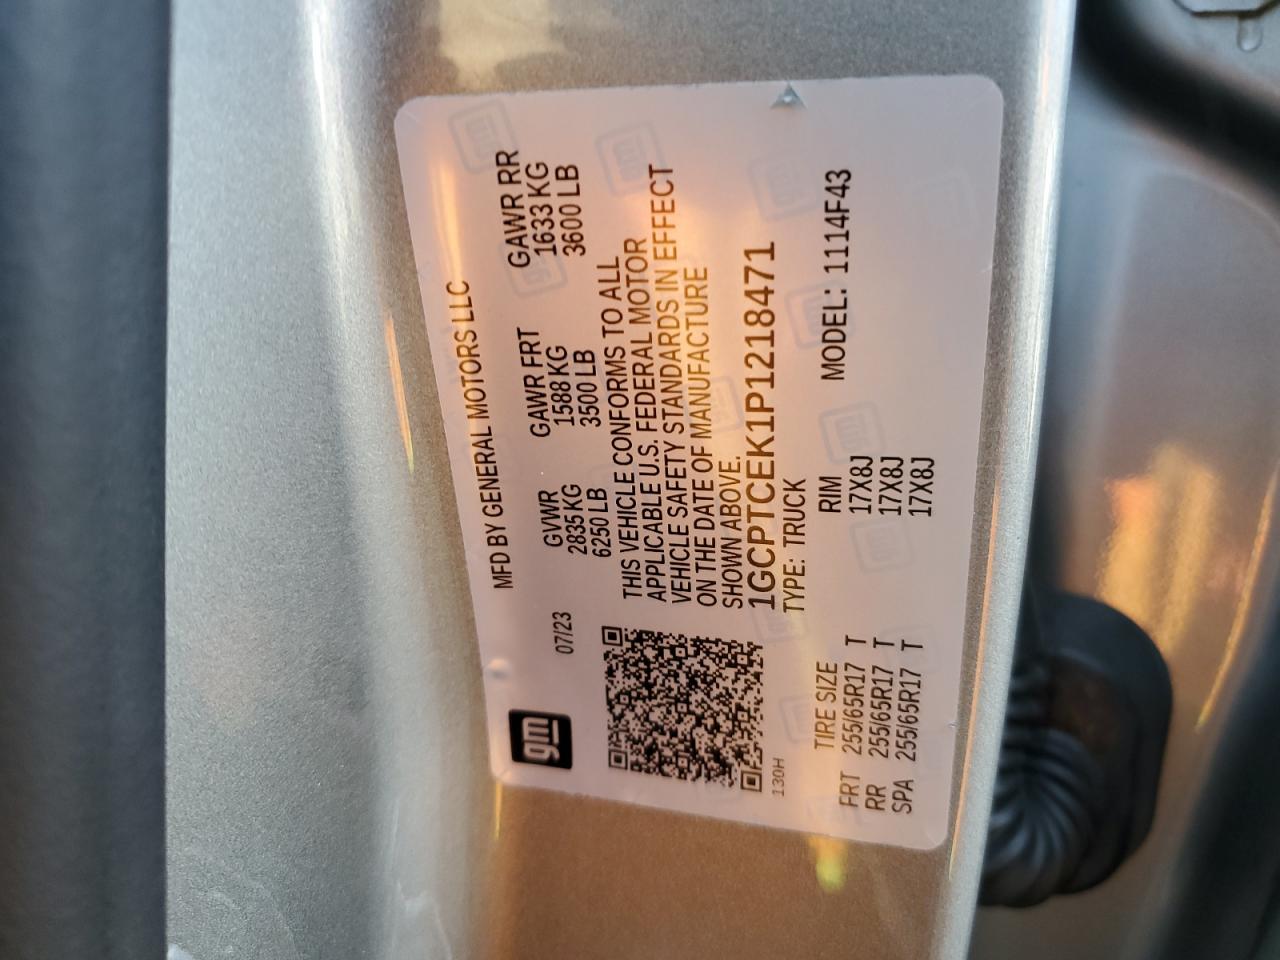 gm
07/23
MFD BY GENERAL MOTORS LLC
GVWR GAWR FRT GAWR RR
2835 KG 1588 KG 1633 KG
6250 LB 3500 LB 3600 LB
THIS VEHICLE CONFORMS TO ALL
APPLICABLE U.S. FEDERAL MOTOR
VEHICLE SAFETY STANDARDS IN EFFECT
ON THE DATE OF MANUFACTURE
SHOWN ABOVE.
1GCPTCEK1P1218471
TYPE: TRUCK MODEL: 1114F43
130H
TIRE SIZE RIM
FRT 255/65R17 T 17X8J
RR 255/65R17 T 17X8J
SPA 255/65R17 T 17X8J